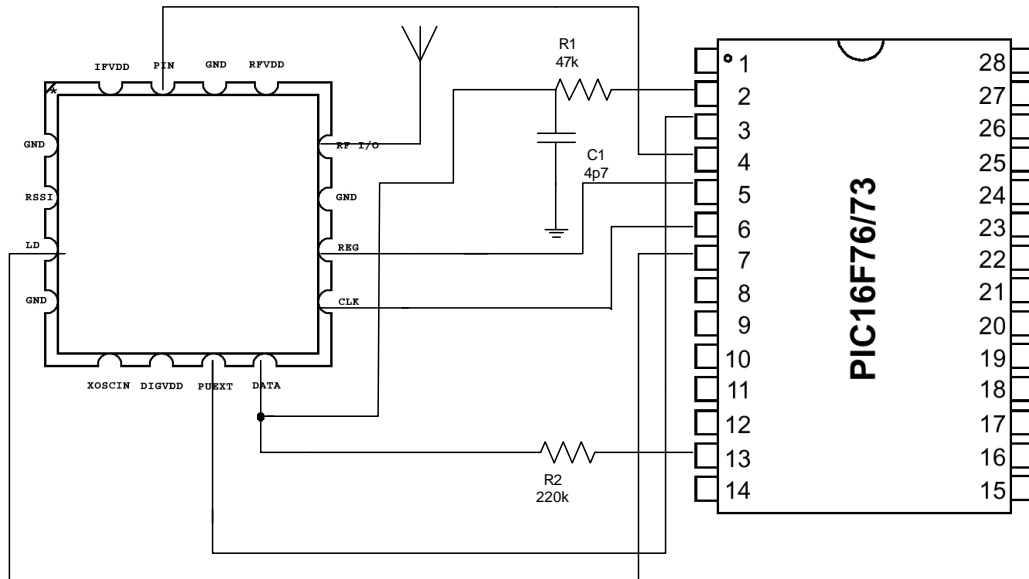 IFVDD PIN GND RFVDD
*
GND
RSSI
LD
GND
RF I/O
GND
REG
CLK
XOSCIN DIGVDD PUEXT DATA
R1
47k
C1
4p7
R2
220k
PIC16F76/73
1
2
3
4
5
6
7
8
9
10
11
12
13
14
28
27
26
25
24
23
22
21
20
19
18
17
16
15